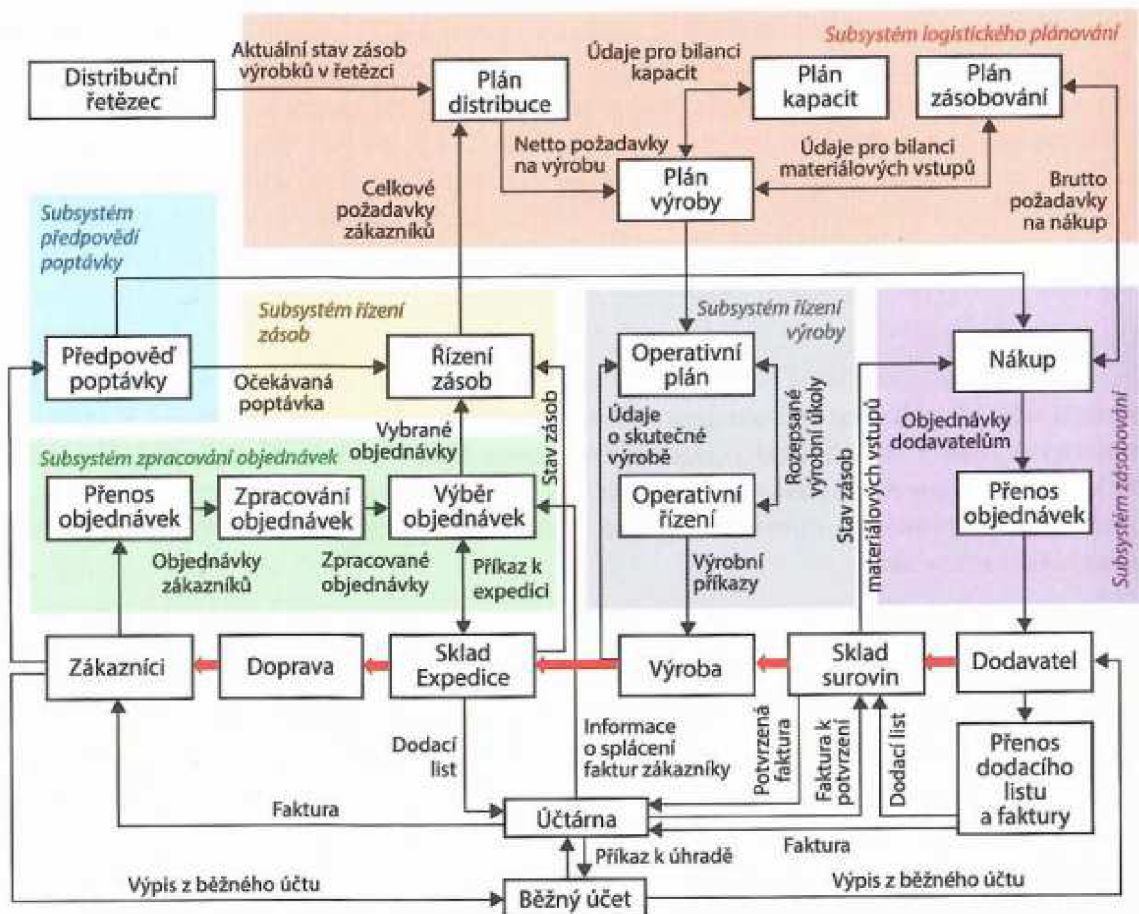 Subsystém logistického plánování
Distribuční
řetězec
Aktuální stav zásob
výrobků v řetězci
Plán
distribuce
Údaje pro bilanci
kapacit
Plán
kapacit
Plán
zásobování
Netto požadavky
na výrobu
Plán
výroby
Údaje pro bilanci
materiálových vstupů
Brutto
požadavky
na nákup
Celkové
požadavky
zákazníků
Subsystém
předpovědí
poptávky
Předpověď
poptávky
Očekávaná
poptávka
Subsystém řízení
zásob
Řízení
zásob
Subsystém řízení
výroby
Operativní
plán
Údaje
o skutečné
výrobě
Rozepsané
výrobní úkoly
Operativní
řízení
Výrobní
příkazy
Nákup
Objednávky
dodavatelům
Přenos
objednávek
Subsystém zásobování
Stav zásob
materiálových vstupů
Vybrané
objednávky
Stav zásob
Subsystém zpracování objednávek
Přenos
objednávek
Zpracování
objednávek
Výběr
objednávek
Objednávky
zákazníků
Zpracované
objednávky
Příkaz k
expedici
Zákazníci
Doprava
Sklad
Expedice
Výroba
Sklad
surovin
Dodavatel
Dodací
list
Informace
o splácení
faktur zákazníky
Potvrzená
faktura
Faktura k
potvrzení
Dodací list
Přenos
dodacího
listu
a faktury
Faktura
Účtárna
Faktura
Příkaz k úhradě
Výpis z běžného účtu
Běžný účet
Výpis z běžného účtu